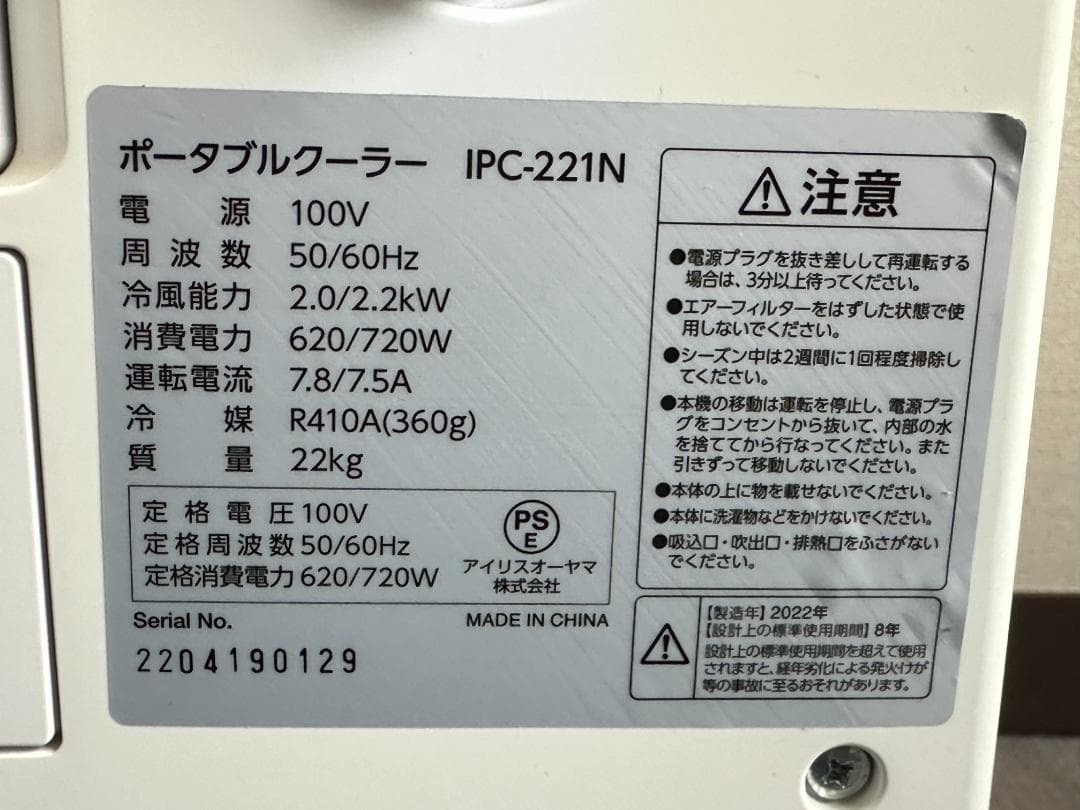 ポータブルクーラー IPC-221N
電源 100V
周波数 50/60Hz
冷風能力 2.0/2.2kW
消費電力 620/720W
運転電流 7.8/7.5A
冷媒 R410A(360g)
質量 22kg
定格電圧 100V
定格周波数 50/60Hz
定格消費電力 620/720W
PS
E
アイリスオーヤマ
株式会社
Serial No.
MADE IN CHINA
2204190129
注意
●電源プラグを抜き差しして再運転する
場合は、3分以上待ってください。
●エアーフィルターをはずした状態で使
用しないでください。
●シーズン中は2週間に1回程度掃除し
てください。
●本機の移動は運転を停止し、電源プラ
グをコンセントから抜いて、内部の水
を捨ててから行なってください。また
引きずって移動しないでください。
●本体の上に物を載せないでください。
●本体に洗濯物などをかけないでください。
●吸込口・吹出口・排熱口をふさがない
でください。
【製造年】2022年
【設計上の標準使用期間】8年
設計上の標準使用期間を超えて使用
されますと、経年劣化による発火けが
等の事故に至るおそれがあります。